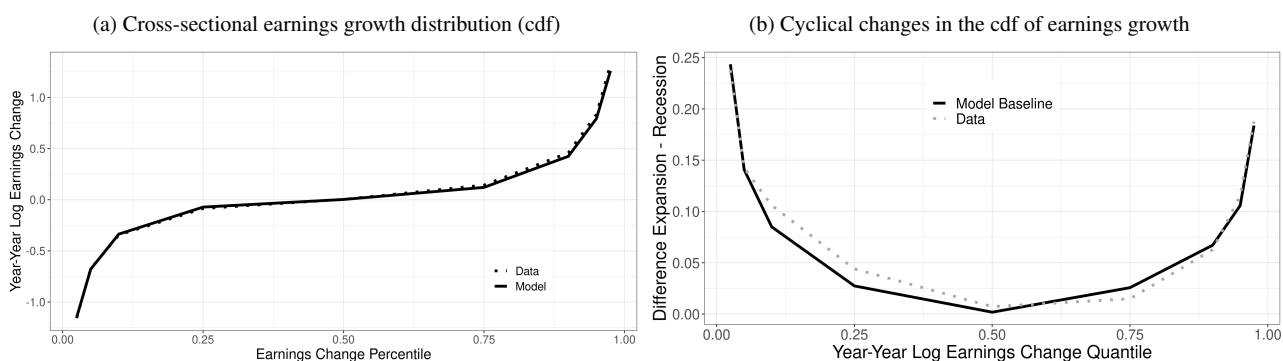 (a) Cross-sectional earnings growth distribution (cdf)
Year-Year Log Earnings Change
1.0
0.5
0.0
-0.5
-1.0
Data
Model
0.00 0.25 0.50 0.75 1.00
Earnings Change Percentile
(b) Cyclical changes in the cdf of earnings growth
Difference Expansion - Recession
0.25
0.20
0.15
0.10
0.05
0.00
Model Baseline
Data
0.00 0.25 0.50 0.75 1.00
Year-Year Log Earnings Change Quantile